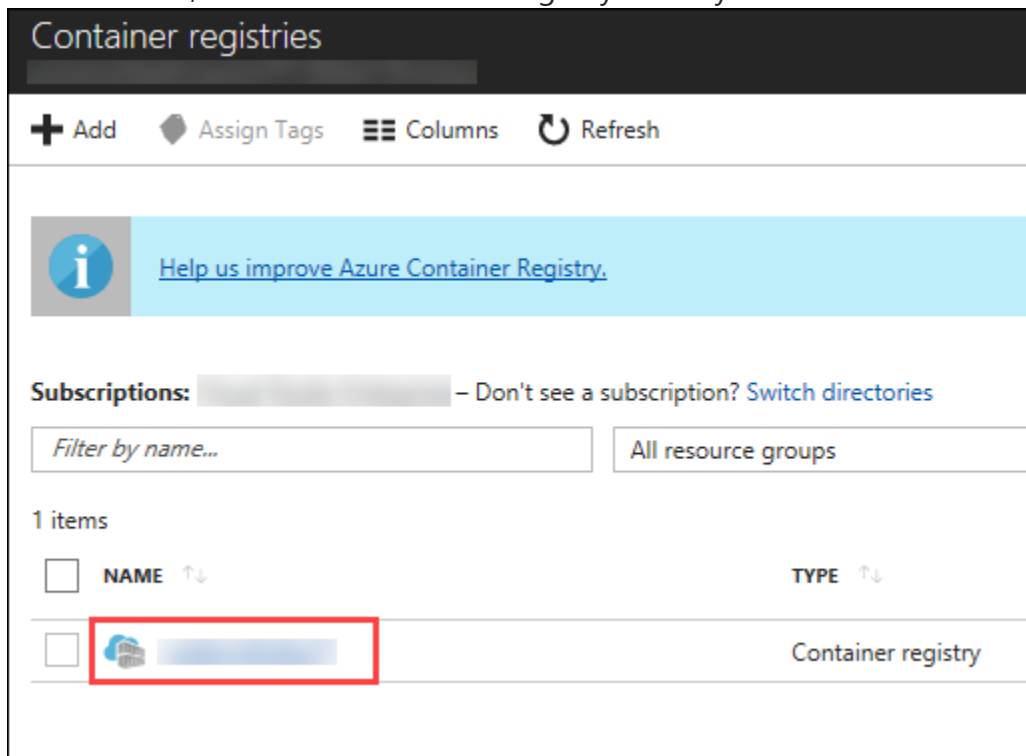 Container registries
Add Assign Tags Columns Refresh
Help us improve Azure Container Registry.
Subscriptions: – Don't see a subscription? Switch directories
Filter by name... All resource groups
1 items
NAME TYPE
Container registry